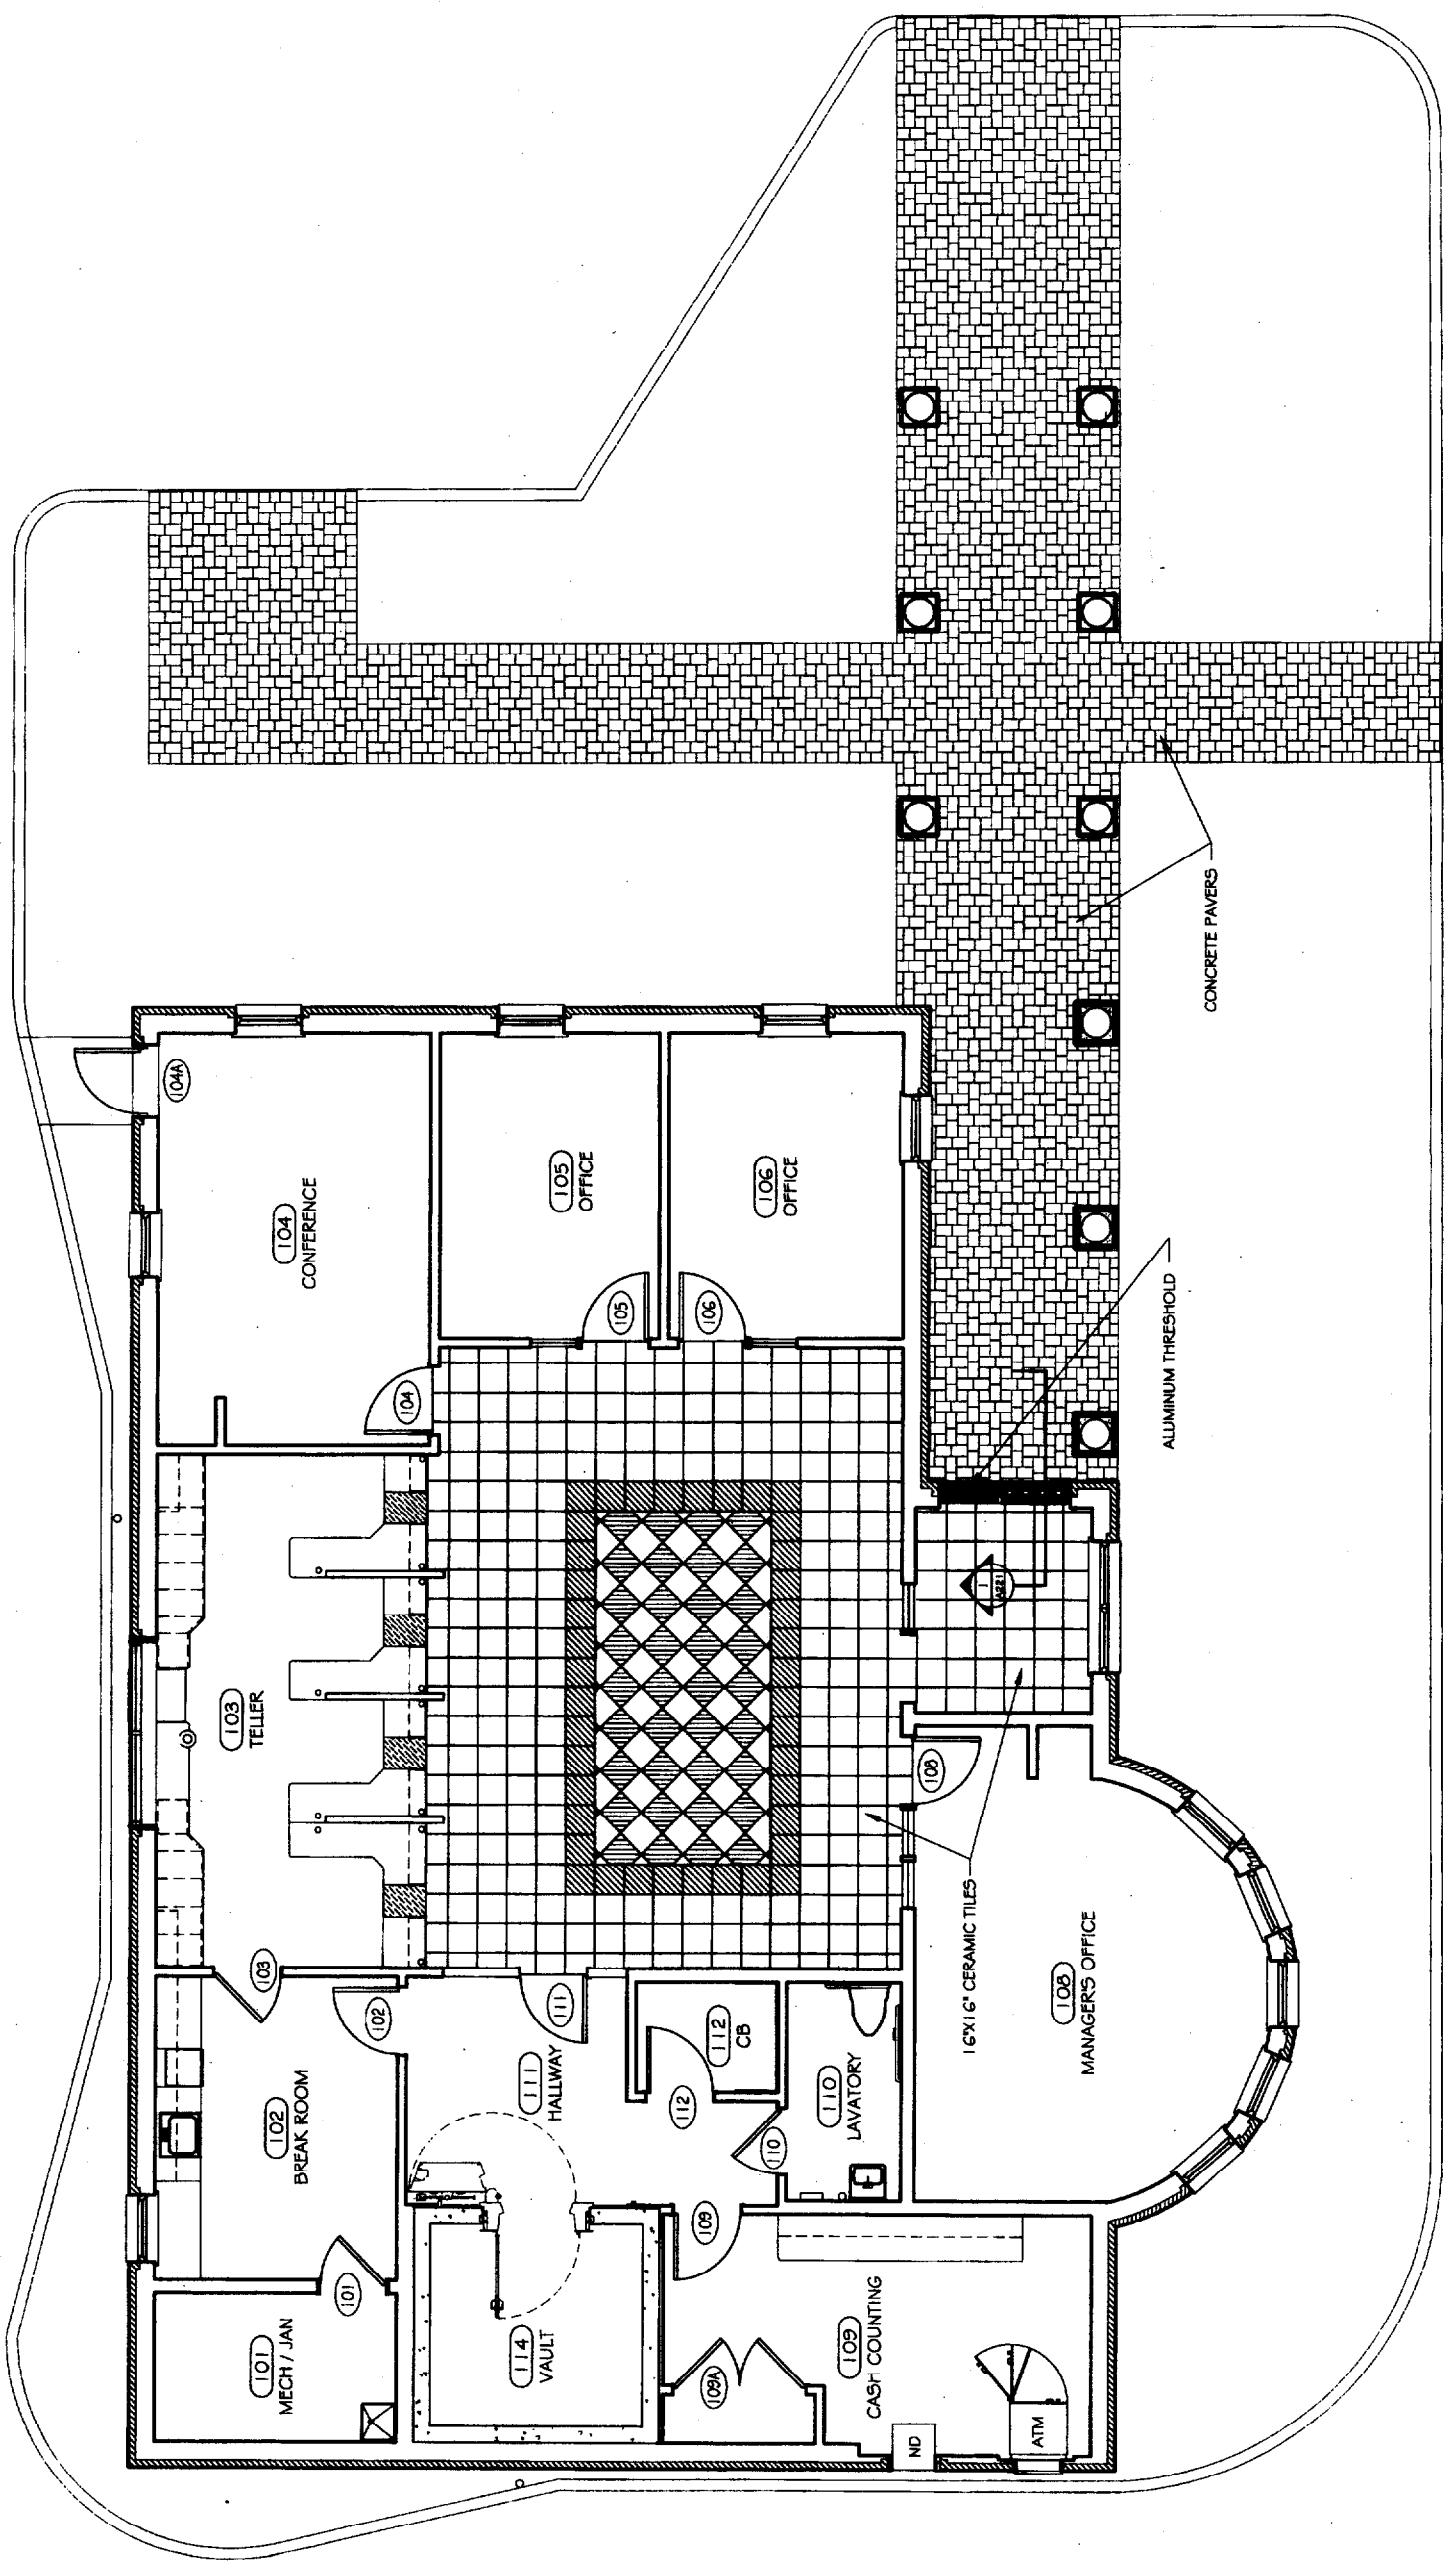 104A
104
CONFERENCE
104
105
OFFICE
105
106
OFFICE
106
CONCRETE PAVERS
ALUMINUM THRESHOLD
1
A221
103
TELLER
103
108
16"X16" CERAMIC TILES
108
MANAGER'S OFFICE
102
102
BREAK ROOM
111
111
HALLWAY
112
CB
112
110
LAVATORY
110
109
101
101
MECH / JAN
114
VAULT
109A
109
CASH COUNTING
ND
ATM